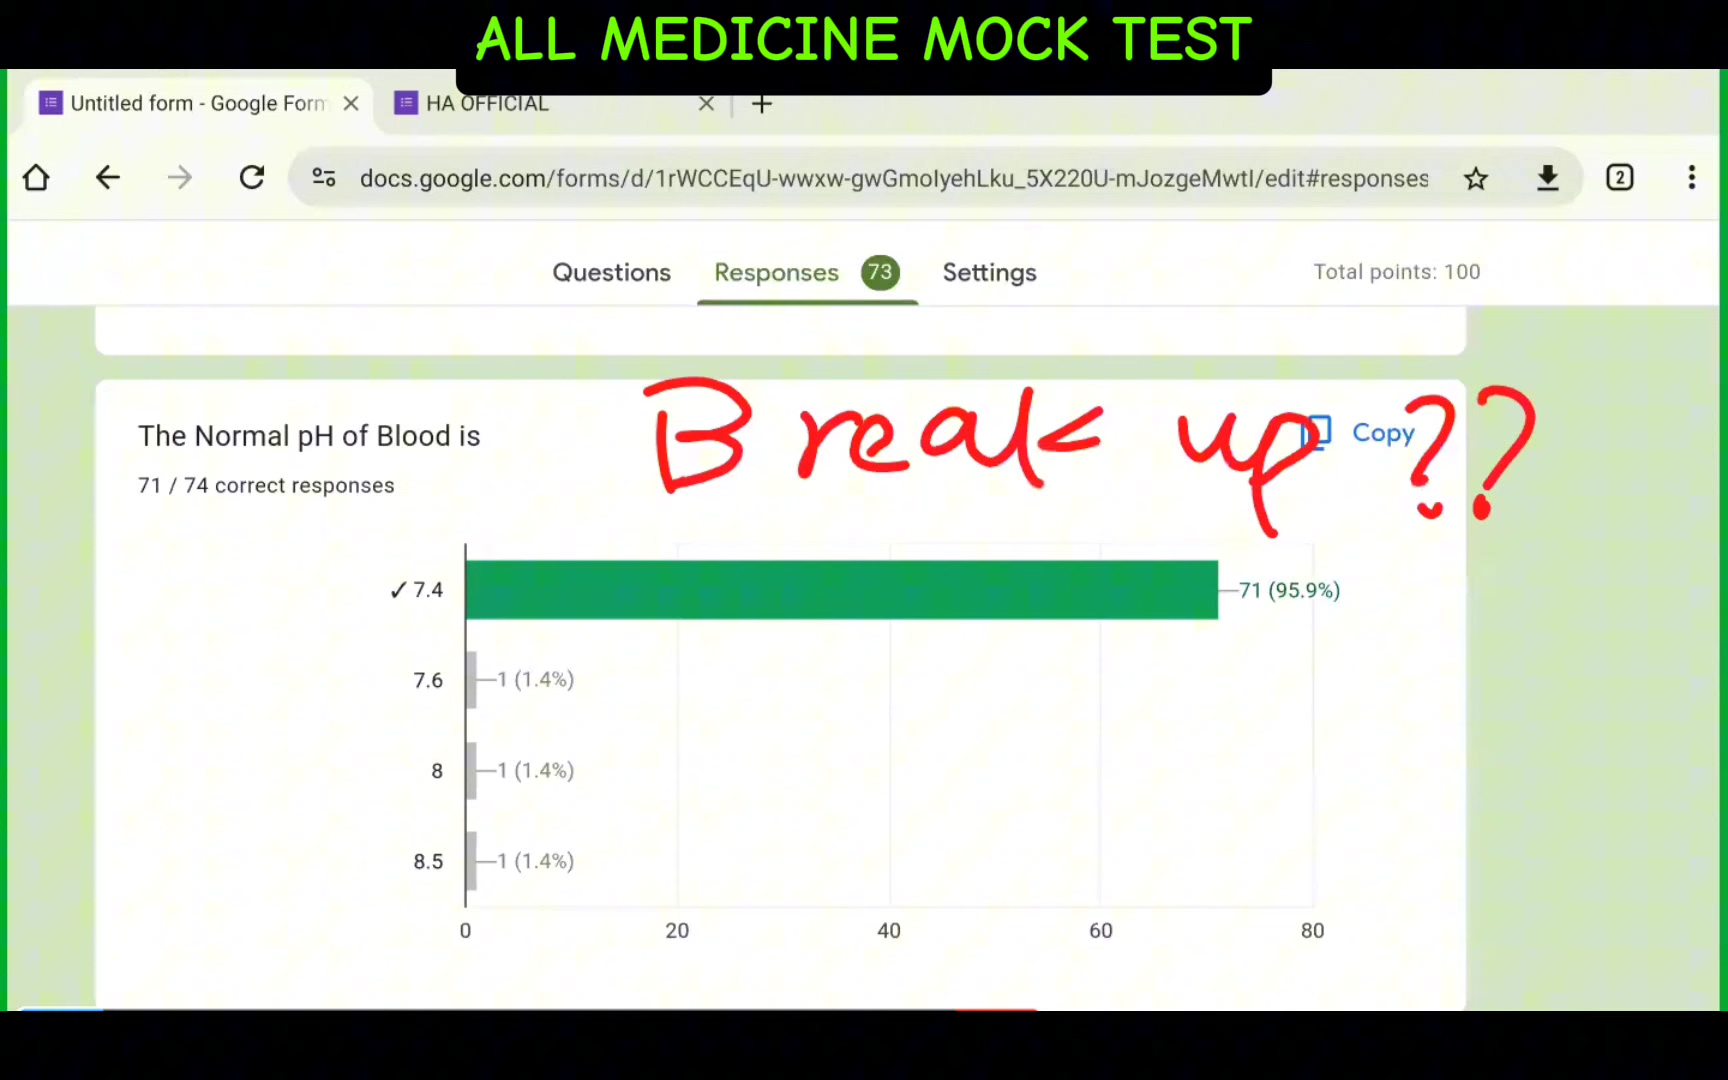 ALL MEDICINE MOCK TEST
Untitled form - Google Form
HA OFFICIAL
docs.google.com/forms/d/1rWCCEqU-wwxw-gwGmoIyehLku_5X220U-mJozgeMwtI/edit#responses
2
Questions
Responses 73
Settings
Total points: 100
The Normal pH of Blood is
Break up ??
Copy
71 / 74 correct responses
✓ 7.4
71 (95.9%)
7.6
1 (1.4%)
8
1 (1.4%)
8.5
1 (1.4%)
0 20 40 60 80